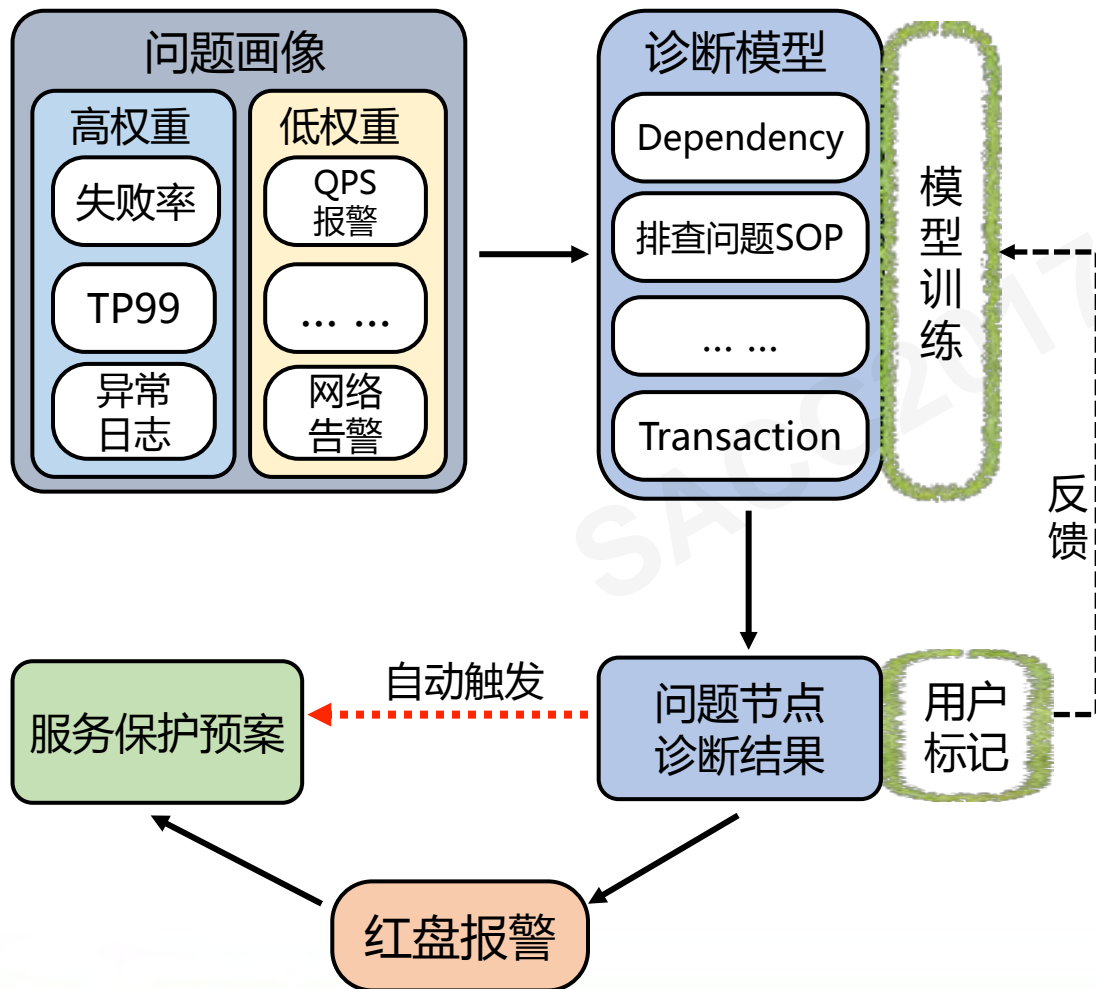 问题画像
高权重
失败率
TP99
异常
日志
低权重
QPS
报警
... ...
网络
告警
诊断模型
Dependency
排查问题SOP
... ...
Transaction
模
型
训
练
反
馈
SACC2017
自动触发
服务保护预案
问题节点
诊断结果
用户
标记
红盘报警